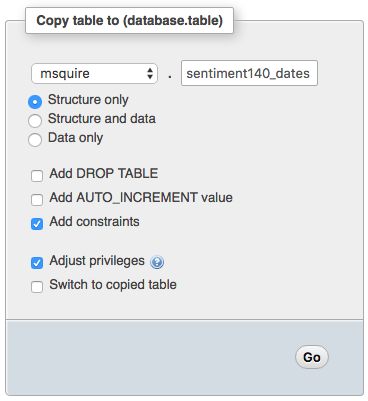 Copy table to (database.table)
msquire . sentiment140_dates
Structure only
Structure and data
Data only
Add DROP TABLE
Add AUTO_INCREMENT value
Add constraints
Adjust privileges ?
Switch to copied table
Go